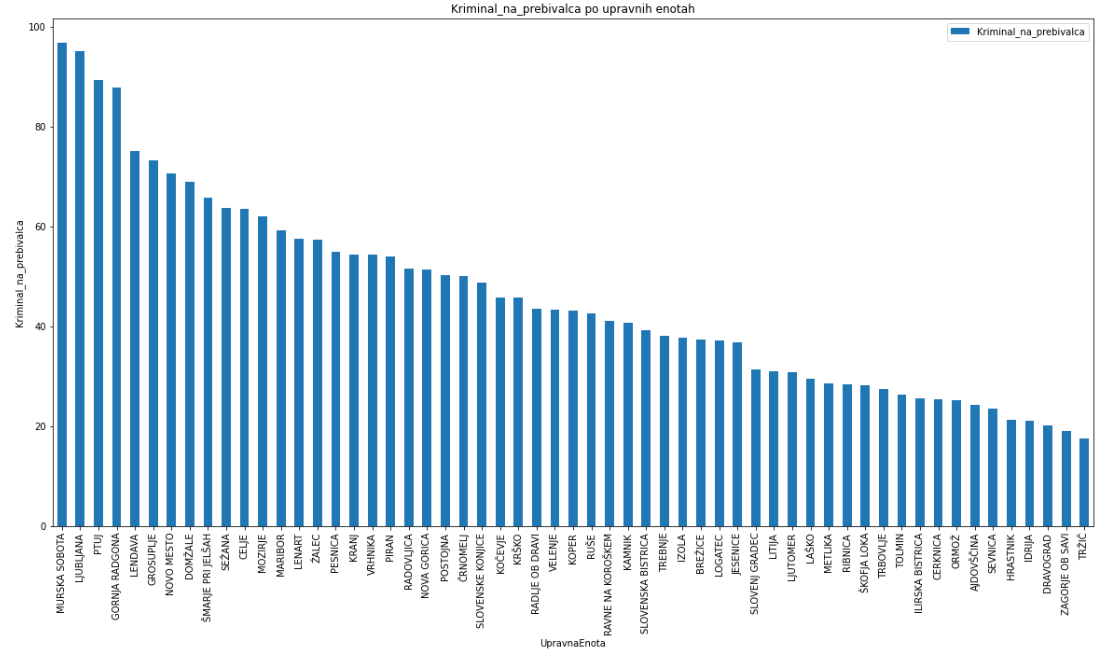 Kriminal_na_prebivalca po upravnih enotah
Kriminal_na_prebivalca
100
80
60
40
20
0
Kriminal_na_prebivalca
MURSKA SOBOTA
LJUBLJANA
PTUJ
GORNJA RADGONA
LENDAVA
GROSUPLJE
NOVO MESTO
DOMŽALE
ŠMARJE PRI JELŠAH
SEŽANA
CELJE
MOZIRJE
MARIBOR
LENART
ŽALEC
PESNICA
KRANJ
VRHNIKA
PIRAN
RADOVLJICA
NOVA GORICA
POSTOJNA
ČRNOMELJ
SLOVENSKE KONJICE
KOČEVJE
KRŠKO
RADLJE OB DRAVI
VELENJE
KOPER
RUŠE
RAVNE NA KOROŠKEM
KAMNIK
SLOVENSKA BISTRICA
TREBNJE
IZOLA
BREŽICE
LOGATEC
JESENICE
SLOVENJ GRADEC
LITIJA
LJUTOMER
LAŠKO
METLIKA
RIBNICA
ŠKOFJA LOKA
TRBOVLJE
TOLMIN
ILIRSKA BISTRICA
CERKNICA
ORMOŽ
AJDOVŠČINA
SEVNICA
HRASTNIK
IDRIJA
DRAVOGRAD
ZAGORJE OB SAVI
TRŽIČ
UpravnaEnota